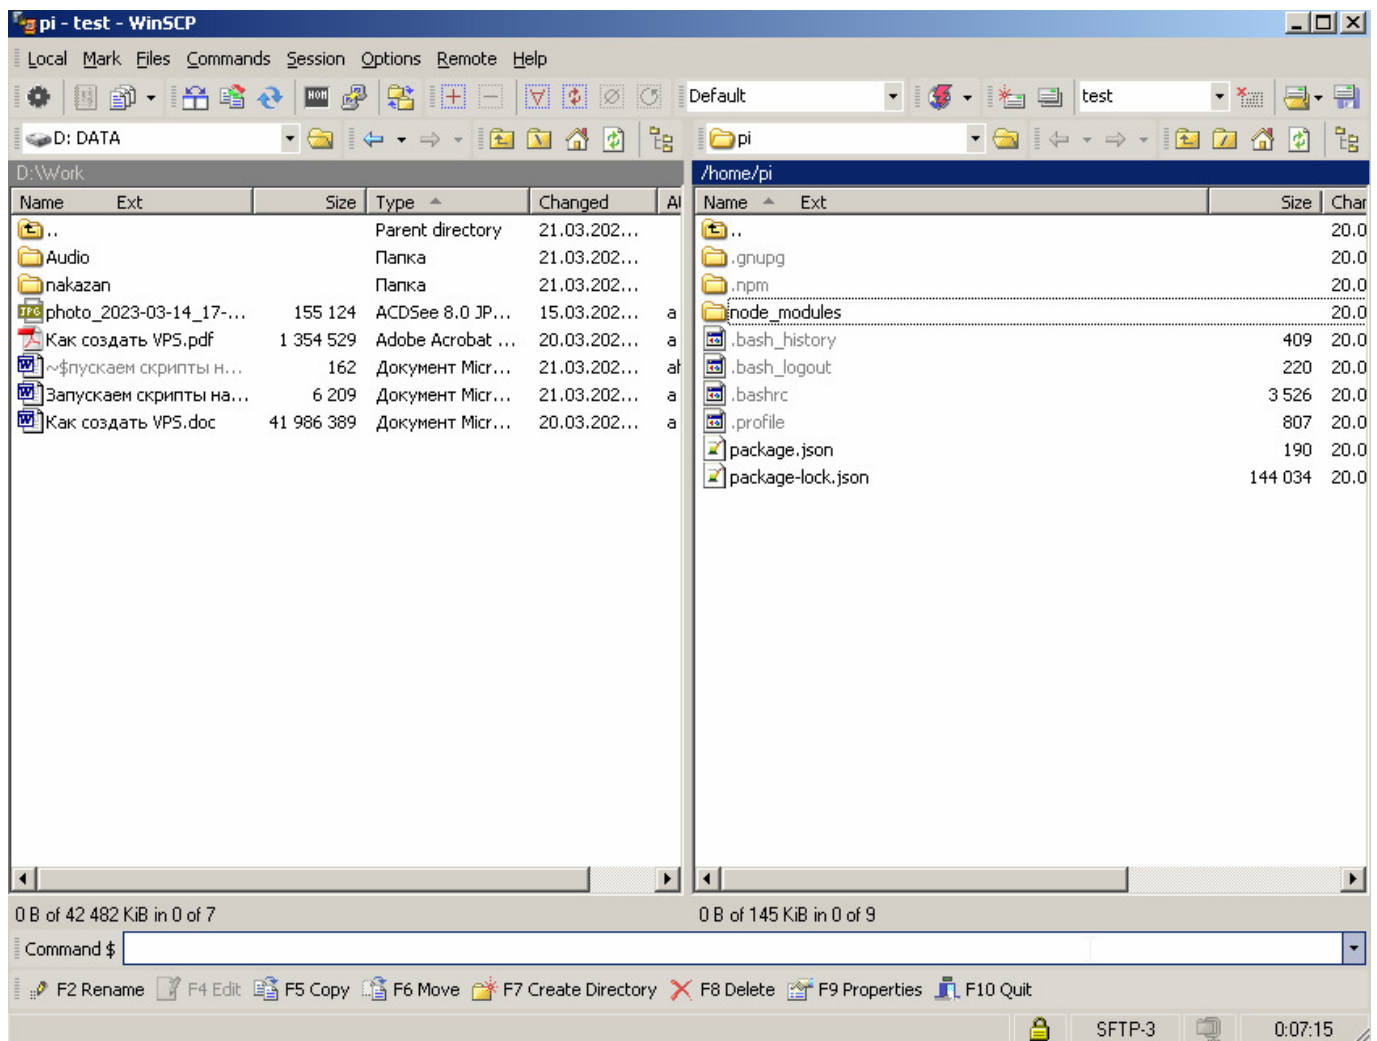 pi - test - WinSCP
Local Mark Files Commands Session Options Remote Help
Default test
D: DATA pi
D:\Work /home/pi
Name Ext Size Type Changed Name Ext Size
.. Parent directory 21.03.202... .. 20.0
Audio Папка 21.03.202... .gnupg 20.0
nakazan Папка 21.03.202... .npm 20.0
photo_2023-03-14_17-... 155 124 ACDSee 8.0 JP... 15.03.202... a node_modules 20.0
Как создать VPS.pdf 1 354 529 Adobe Acrobat ... 20.03.202... a .bash_history 409 20.0
~$пускаем скрипты н... 162 Документ Micr... 21.03.202... .bash_logout 220 20.0
Запускаем скрипты на... 6 209 Документ Micr... 21.03.202... a .bashrc 3 526 20.0
Как создать VPS.doc 41 986 389 Документ Micr... 20.03.202... a .profile 807 20.0
package.json 190 20.0
package-lock.json 144 034 20.0
0 B of 42 482 KiB in 0 of 7 0 B of 145 KiB in 0 of 9
Command $
F2 Rename F4 Edit F5 Copy F6 Move F7 Create Directory F8 Delete F9 Properties F10 Quit
SFTP-3 0:07:15